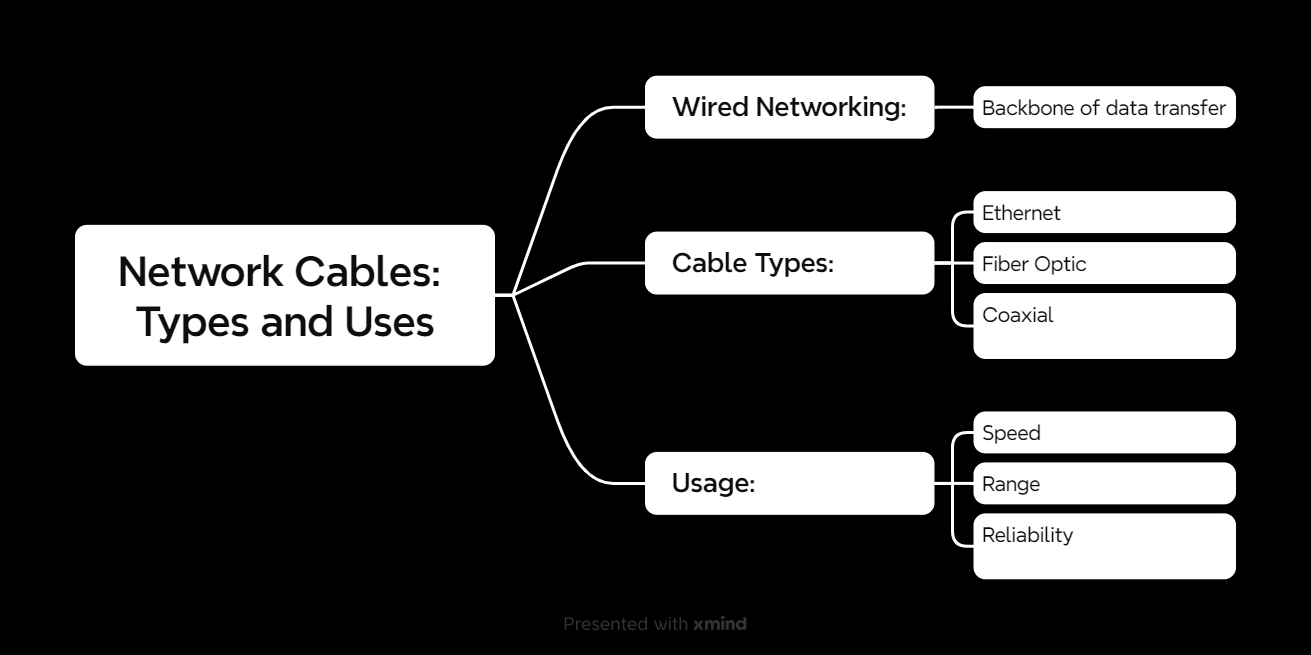 Network Cables:
Types and Uses
Wired Networking:
Backbone of data transfer
Cable Types:
Ethernet
Fiber Optic
Coaxial
Usage:
Speed
Range
Reliability
Presented with xmind